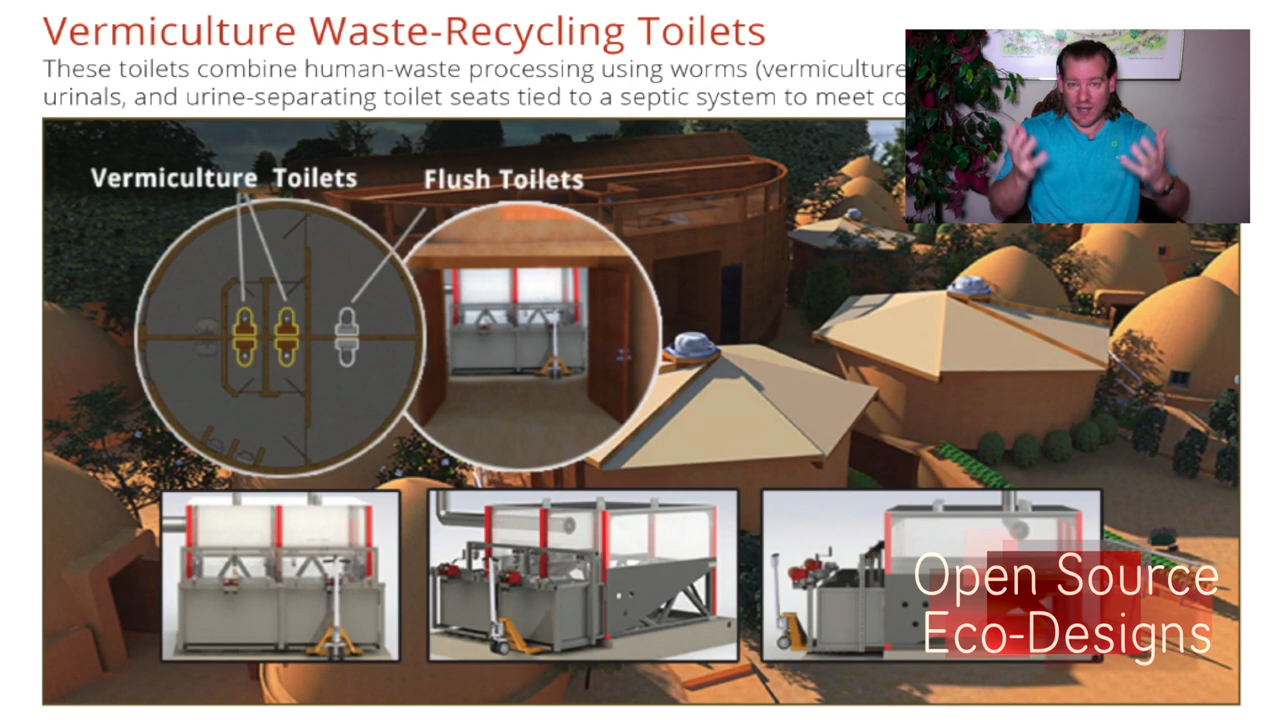 Vermiculture Waste-Recycling Toilets
These toilets combine human-waste processing using worms (vermiculture
urinals, and urine-separating toilet seats tied to a septic system to meet
Vermiculture Toilets
Flush Toilets
Open Source
Eco-Designs